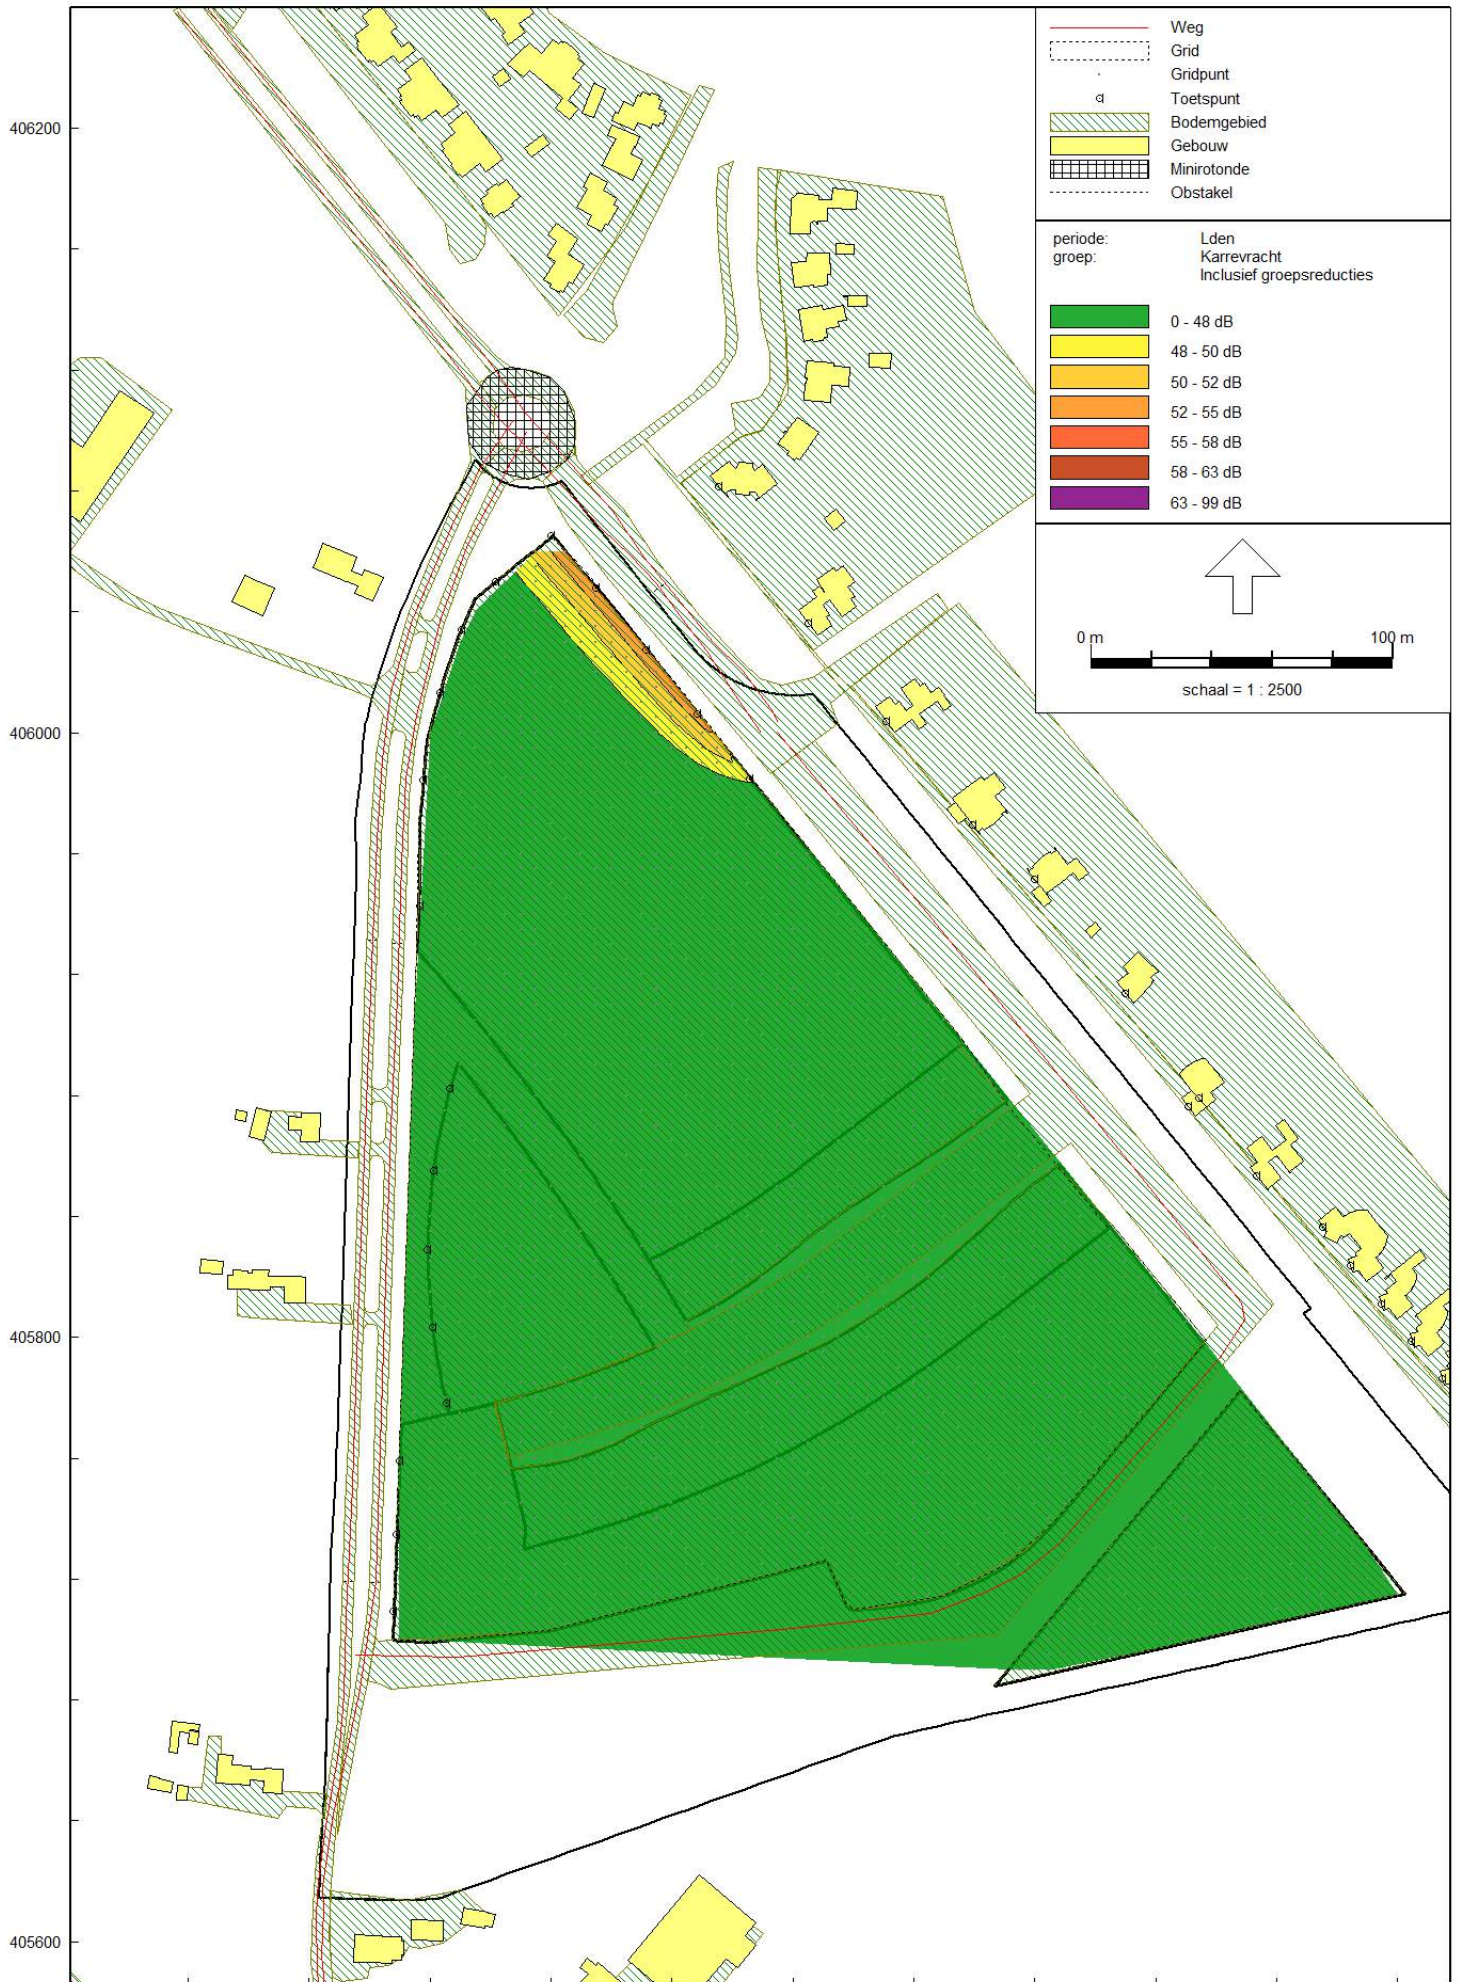 Weg
Grid
Gridpunt
Toetspunt
Bodemgebied
Gebouw
Minirotonde
Obstakel
periode: Lden
groep: Karrevracht
Inclusief groepsreducties
0 - 48 dB
48 - 50 dB
50 - 52 dB
52 - 55 dB
55 - 58 dB
58 - 63 dB
63 - 99 dB
0 m 100 m
schaal = 1 : 2500
406200
406000
405800
405600